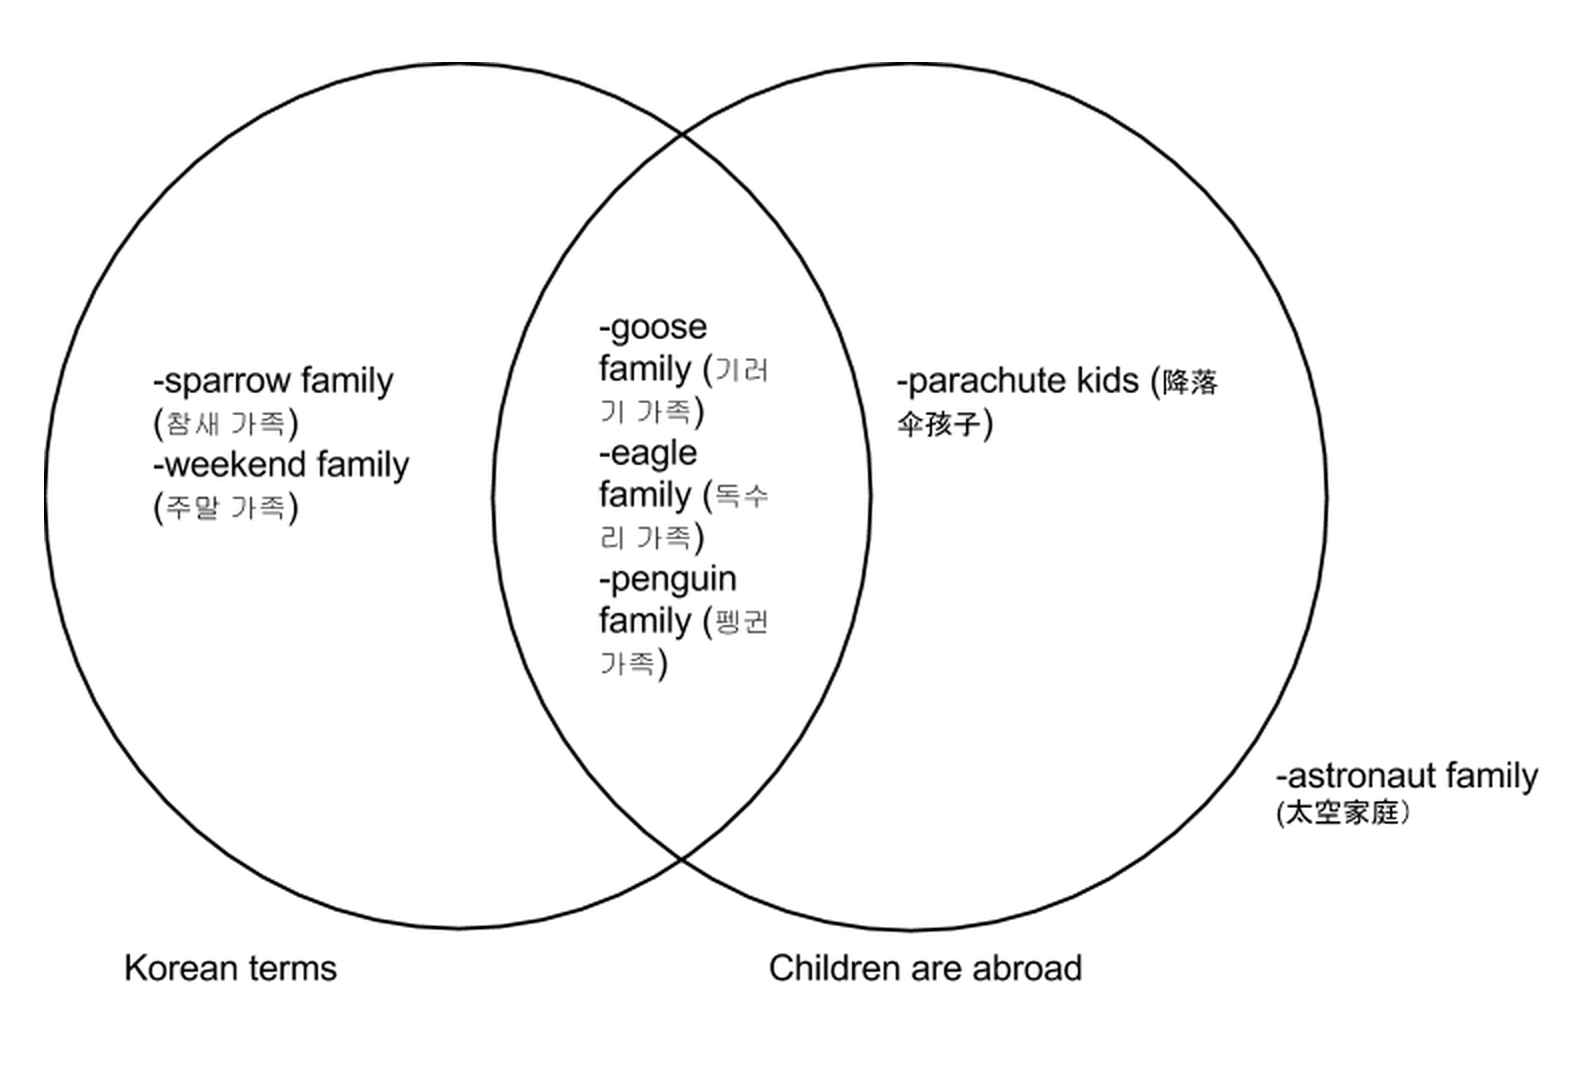 -sparrow family
(참새 가족)
-weekend family
(주말 가족)
-goose
family (기러
기 가족)
-eagle
family (독수
리 가족)
-penguin
family (펭귄
가족)
-parachute kids (降落
伞孩子)
-astronaut family
(太空家庭）
Korean terms
Children are abroad